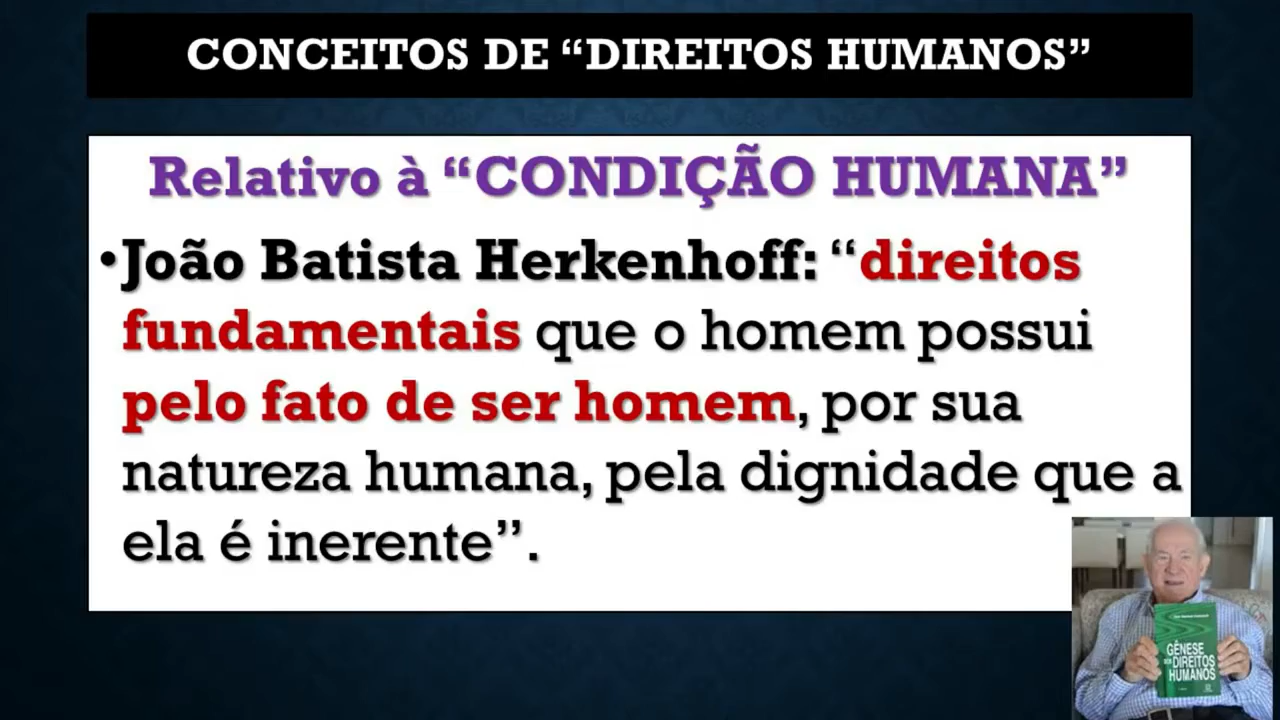 CONCEITOS DE “DIREITOS HUMANOS”
Relativo à “CONDIÇÃO HUMANA”
•João Batista Herkenhoff: “direitos
fundamentais que o homem possui
pelo fato de ser homem, por sua
natureza humana, pela dignidade que a
ela é inerente”.
GÊNESE
DOS DIREITOS
HUMANOS